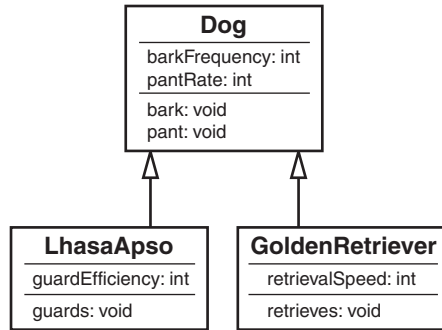 Dog
barkFrequency: int
pantRate: int
bark: void
pant: void
LhasaApso
guardEfficiency: int
guards: void
GoldenRetriever
retrievalSpeed: int
retrieves: void